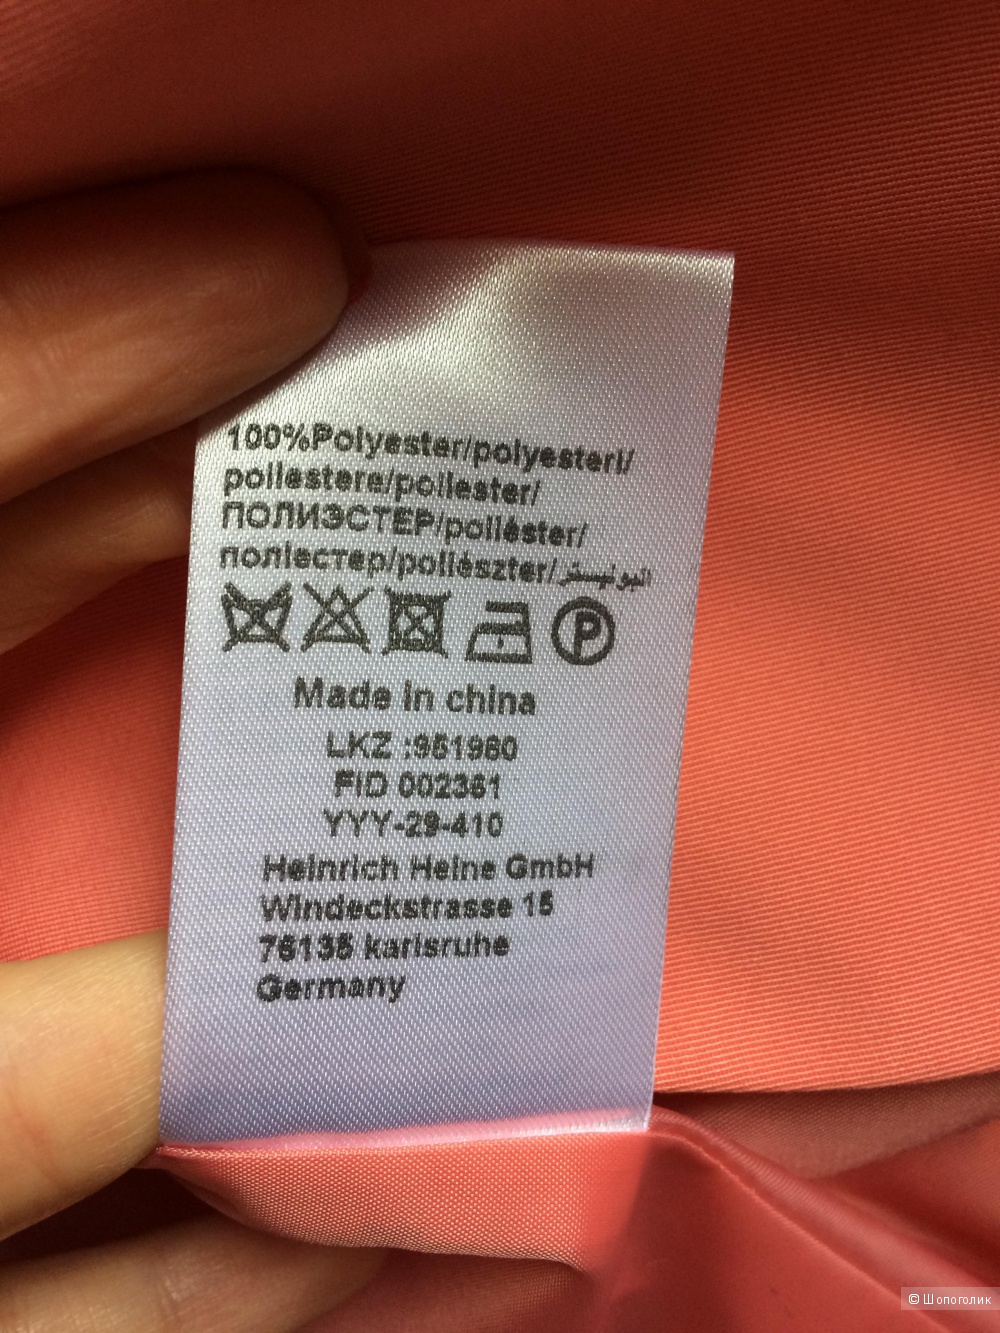 100%Polyester/polyesteri/
poliestere/poliester/
ПОЛИЭСТЕР/poliéster/
поліестер/poliészter/البوليستر
P
Made in china
LKZ :951960
FID 002361
YYY-29-410
Heinrich Heine GmbH
Windeckstrasse 15
76135 karlsruhe
Germany
© Шопоголик